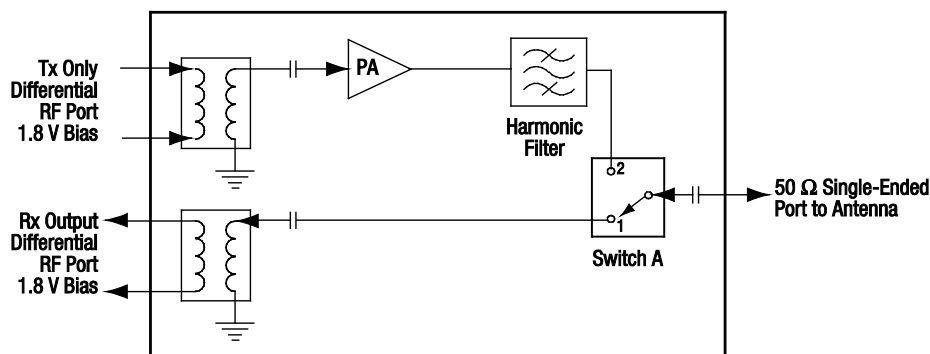 Tx Only
Differential
RF Port
1.8 V Bias
PA
Harmonic
Filter
2
1
Switch A
50 Ω Single-Ended
Port to Antenna
Rx Output
Differential
RF Port
1.8 V Bias